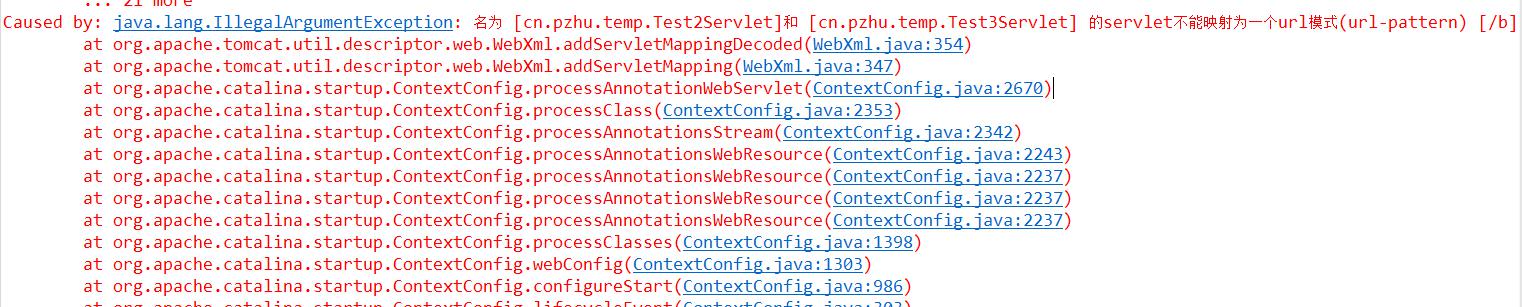 ... 21 more
Caused by: java.lang.IllegalArgumentException: 名为 [cn.pzhu.temp.Test2Servlet]和 [cn.pzhu.temp.Test3Servlet] 的servlet不能映射为一个url模式(url-pattern) [/b]
at org.apache.tomcat.util.descriptor.web.WebXml.addServletMappingDecoded(WebXml.java:354)
at org.apache.tomcat.util.descriptor.web.WebXml.addServletMapping(WebXml.java:347)
at org.apache.catalina.startup.ContextConfig.processAnnotationWebServlet(ContextConfig.java:2670)
at org.apache.catalina.startup.ContextConfig.processClass(ContextConfig.java:2353)
at org.apache.catalina.startup.ContextConfig.processAnnotationsStream(ContextConfig.java:2342)
at org.apache.catalina.startup.ContextConfig.processAnnotationsWebResource(ContextConfig.java:2243)
at org.apache.catalina.startup.ContextConfig.processAnnotationsWebResource(ContextConfig.java:2237)
at org.apache.catalina.startup.ContextConfig.processAnnotationsWebResource(ContextConfig.java:2237)
at org.apache.catalina.startup.ContextConfig.processAnnotationsWebResource(ContextConfig.java:2237)
at org.apache.catalina.startup.ContextConfig.processClasses(ContextConfig.java:1398)
at org.apache.catalina.startup.ContextConfig.webConfig(ContextConfig.java:1303)
at org.apache.catalina.startup.ContextConfig.configureStart(ContextConfig.java:986)
at org.apache.catalina.startup.ContextConfig.lifecycleEvent(ContextConfig.java:303)